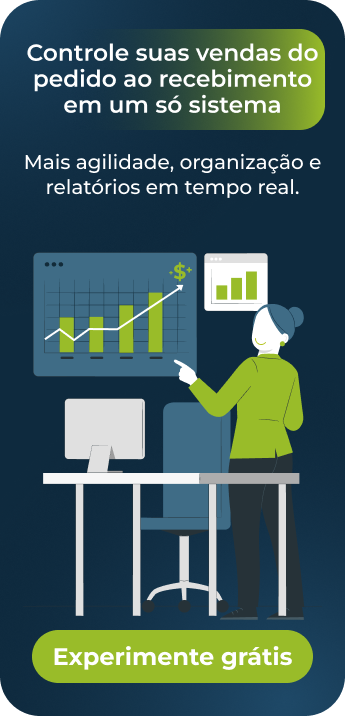 Controle suas vendas do
pedido ao recebimento
em um só sistema
Mais agilidade, organização e
relatórios em tempo real.
-$+
Experimente grátis